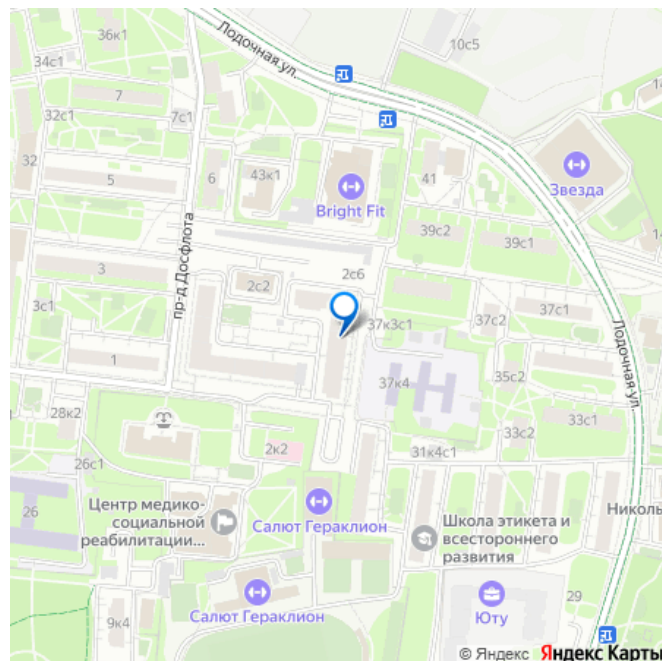 36к1
34с1
Лодочная ул.
10с5
7
7с1
32с1
32
5
6
43к1
Bright Fit
41
Звезда
14
39с2
39с1
пр-д Досфлота
3
2с2
2с6
3с1
37к3с1
37с2
37с1
Лодочная ул.
1
37к4
35с2
28к2
33с1
33с2
2к2
31к4с1
26с1
26
Центр медико-
социальной
реабилитации...
Салют Гераклион
Школа этикета и
всестороннего
развития
Николь
Салют Гераклион
Юту
29
9к4
© Яндекс Яндекс Карты